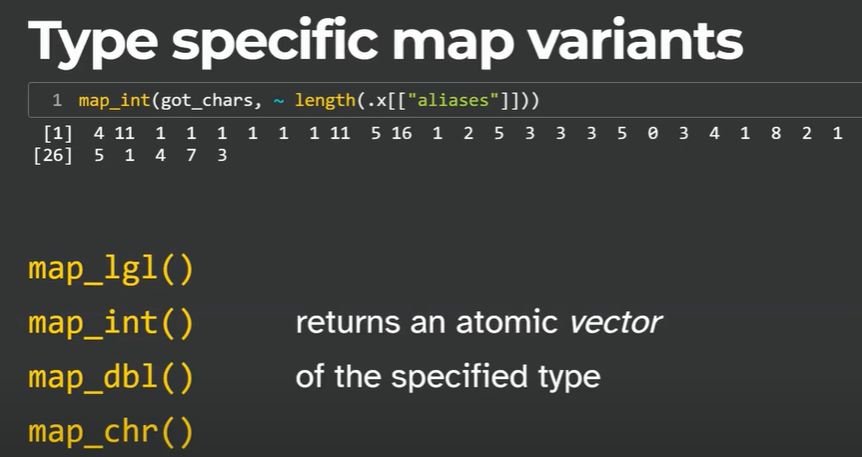 Type specific map variants
1 map_int(got_chars, ~ length(.x[["aliases"]]))
[1] 4 11 1 1 1 1 1 1 11 5 16 1 2 5 3 3 3 5 0 3 4 1 8 2 1
[26] 5 1 4 7 3
map_lgl()
map_int() returns an atomic vector
map_dbl() of the specified type
map_chr()